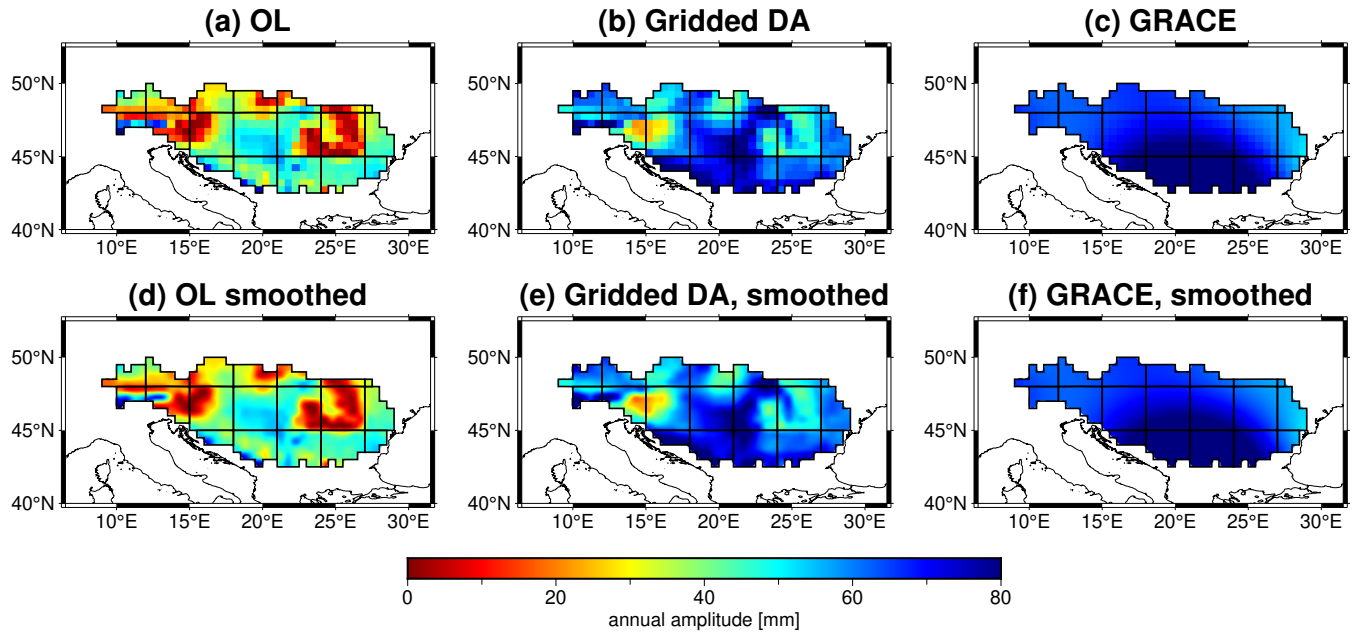 (a) OL (b) Gridded DA (c) GRACE
50°N 50°N 50°N
45°N 45°N 45°N
40°N 40°N 40°N
10°E 15°E 20°E 25°E 30°E 10°E 15°E 20°E 25°E 30°E 10°E 15°E 20°E 25°E 30°E
(d) OL smoothed (e) Gridded DA, smoothed (f) GRACE, smoothed
50°N 50°N 50°N
45°N 45°N 45°N
40°N 40°N 40°N
10°E 15°E 20°E 25°E 30°E 10°E 15°E 20°E 25°E 30°E 10°E 15°E 20°E 25°E 30°E
0 20 40 60 80
annual amplitude [mm]